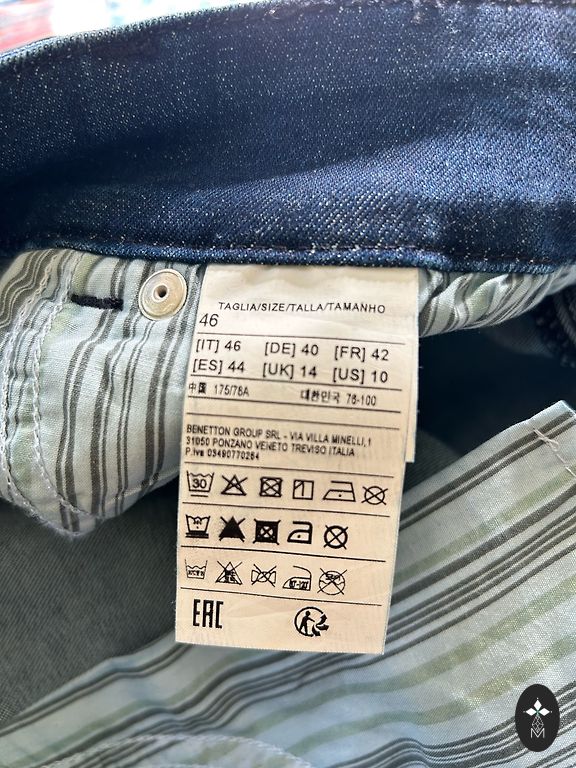 TAGLIA/SIZE/TALLA/TAMANHO
46
[IT] 46 [DE] 40 [FR] 42
[ES] 44 [UK] 14 [US] 10
中国 175/78A 대한민국 78-100
BENETTON GROUP SRL - VIA VILLA MINELLI,1
31050 PONZANO VENETO TREVISO ITALIA
P.iva 03490770264
30
EAC
M